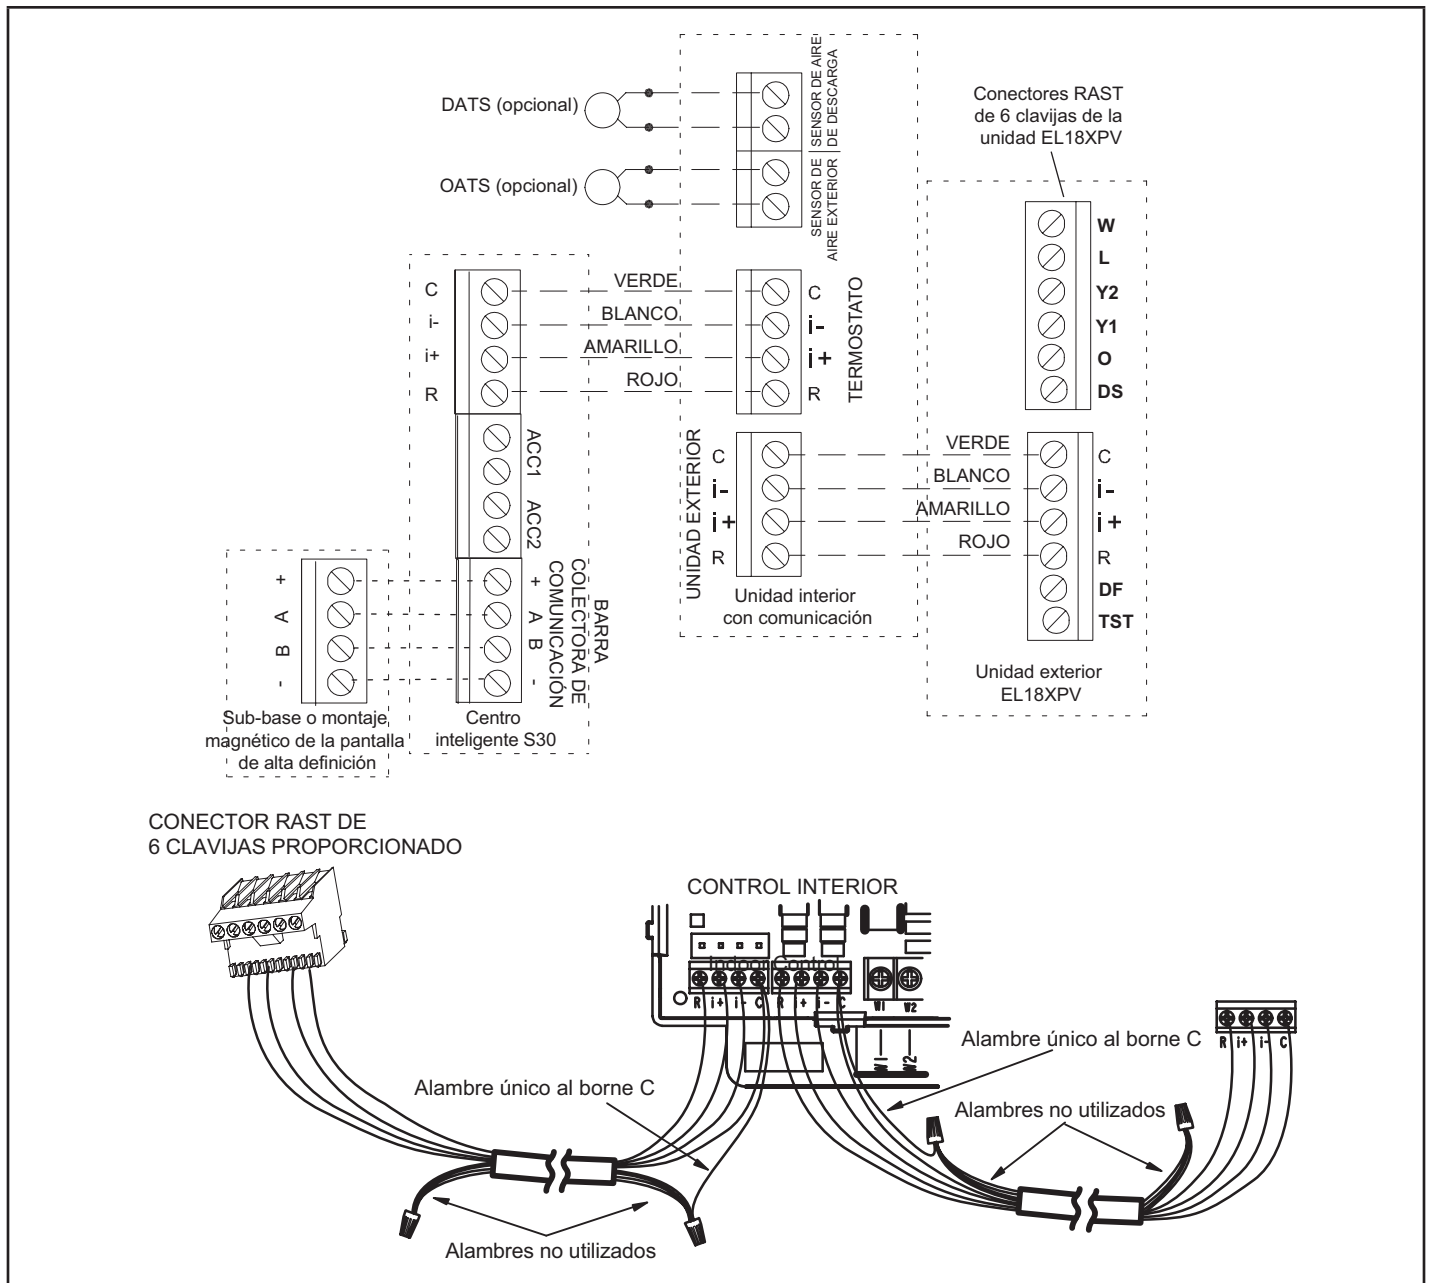 DATS (opcional)
OATS (opcional)
SENSOR DE AIRE
DE DESCARGA
SENSOR DE
AIRE EXTERIOR
Conectores RAST
de 6 clavijas de la
unidad EL18XPV
W
L
Y2
Y1
O
DS
C
i-
i+
R
VERDE
BLANCO
AMARILLO
ROJO
C
i-
i+
R
TERMOSTATO
ACC1
ACC2
UNIDAD EXTERIOR
C
i-
i+
R
VERDE
BLANCO
AMARILLO
ROJO
C
i-
i+
R
DF
TST
Unidad interior
con comunicación
Unidad exterior
EL18XPV
+
A
B
-
+
A
B
-
BARRA
COLECTORA DE
COMUNICACIÓN
Sub-base o montaje
magnético de la pantalla
de alta definición
Centro
inteligente S30
CONECTOR RAST DE
6 CLAVIJAS PROPORCIONADO
CONTROL INTERIOR
Indoor Control
R i+ i- C R i+ i- C W1 W2
W1
W2
R i+ i- C
Alambre único al borne C
Alambre único al borne C
Alambres no utilizados
Alambres no utilizados